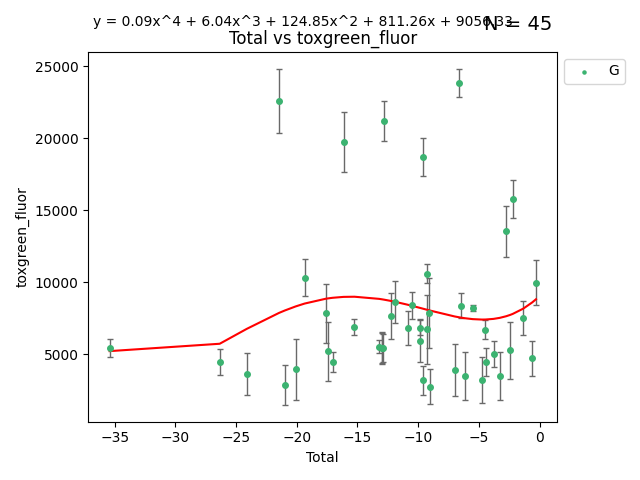 y = 0.09x^4 + 6.04x^3 + 124.85x^2 + 811.26x + 9056.33
N = 45
Total vs toxgreen_fluor
G
25000
20000
15000
10000
5000
toxgreen_fluor
−35 −30 −25 −20 −15 −10 −5 0
Total